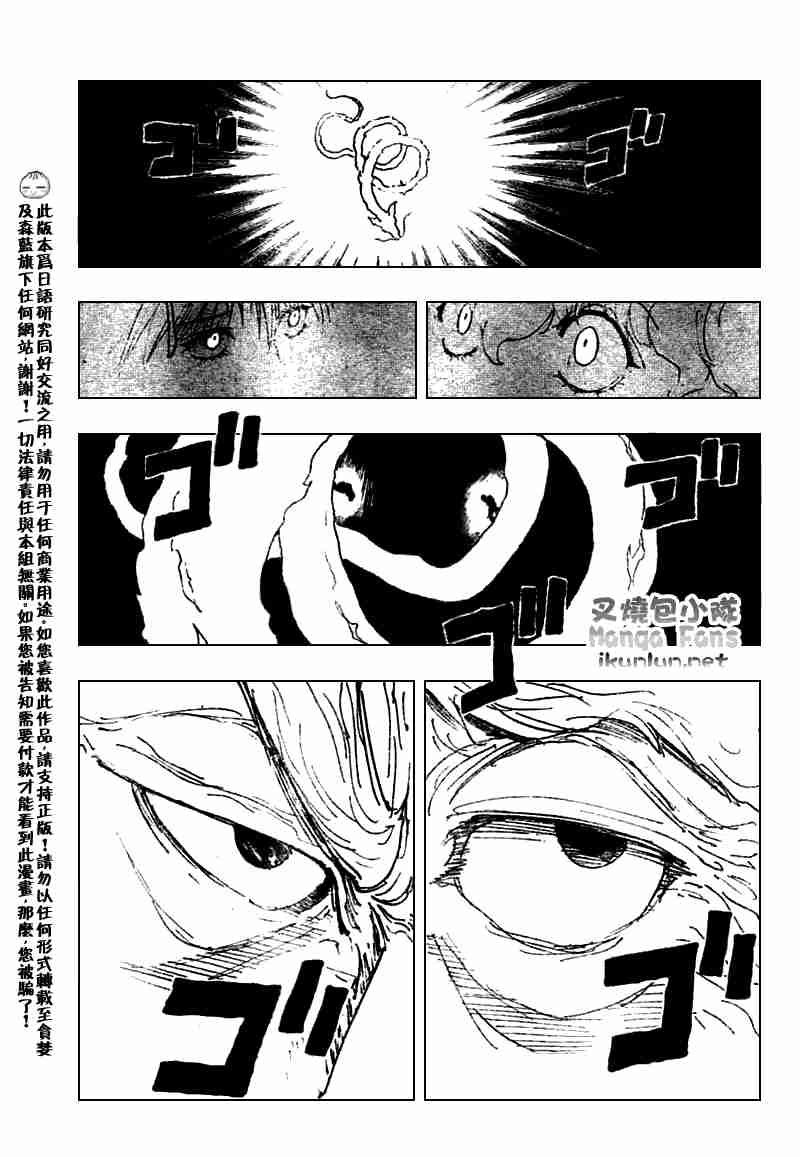 ゴ
ゴ
ゴ
ゴ
ゴ
ゴ
ゴ
叉燒包小隊
Manga Fans
ikunlun.net
此版本爲日語研究同好交流之用，請勿用于任何商業用途。如您喜歡此作品，請支持正版！請勿以任何形式轉載至貪婪
及森藍旗下任何網站，謝謝！一切法律責任與本組無關。如果您被告知需要付款才能看到此漫畫，那麼，您被騙了！